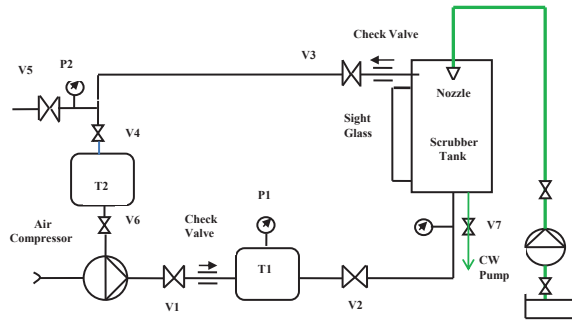 Check Valve
V3
P2
V5
Nozzle
Sight
Glass
V4
Scrubber
Tank
T2
P1
Air
Compressor
V6
Check
Valve
V7
CW
Pump
T1
V1
V2